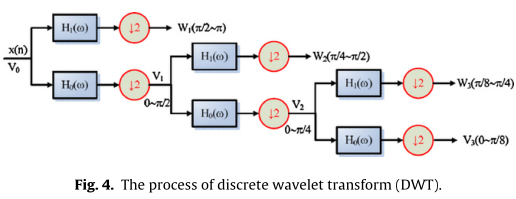 H₁(ω) ↓2 W₁(π/2~π)
x(n)
V₀
H₀(ω) ↓2 V₁
0~π/2
H₁(ω) ↓2 W₂(π/4~π/2)
H₀(ω) ↓2 V₂
0~π/4
H₁(ω) ↓2 W₃(π/8~π/4)
H₀(ω) ↓2 V₃(0~π/8)
Fig. 4. The process of discrete wavelet transform (DWT).